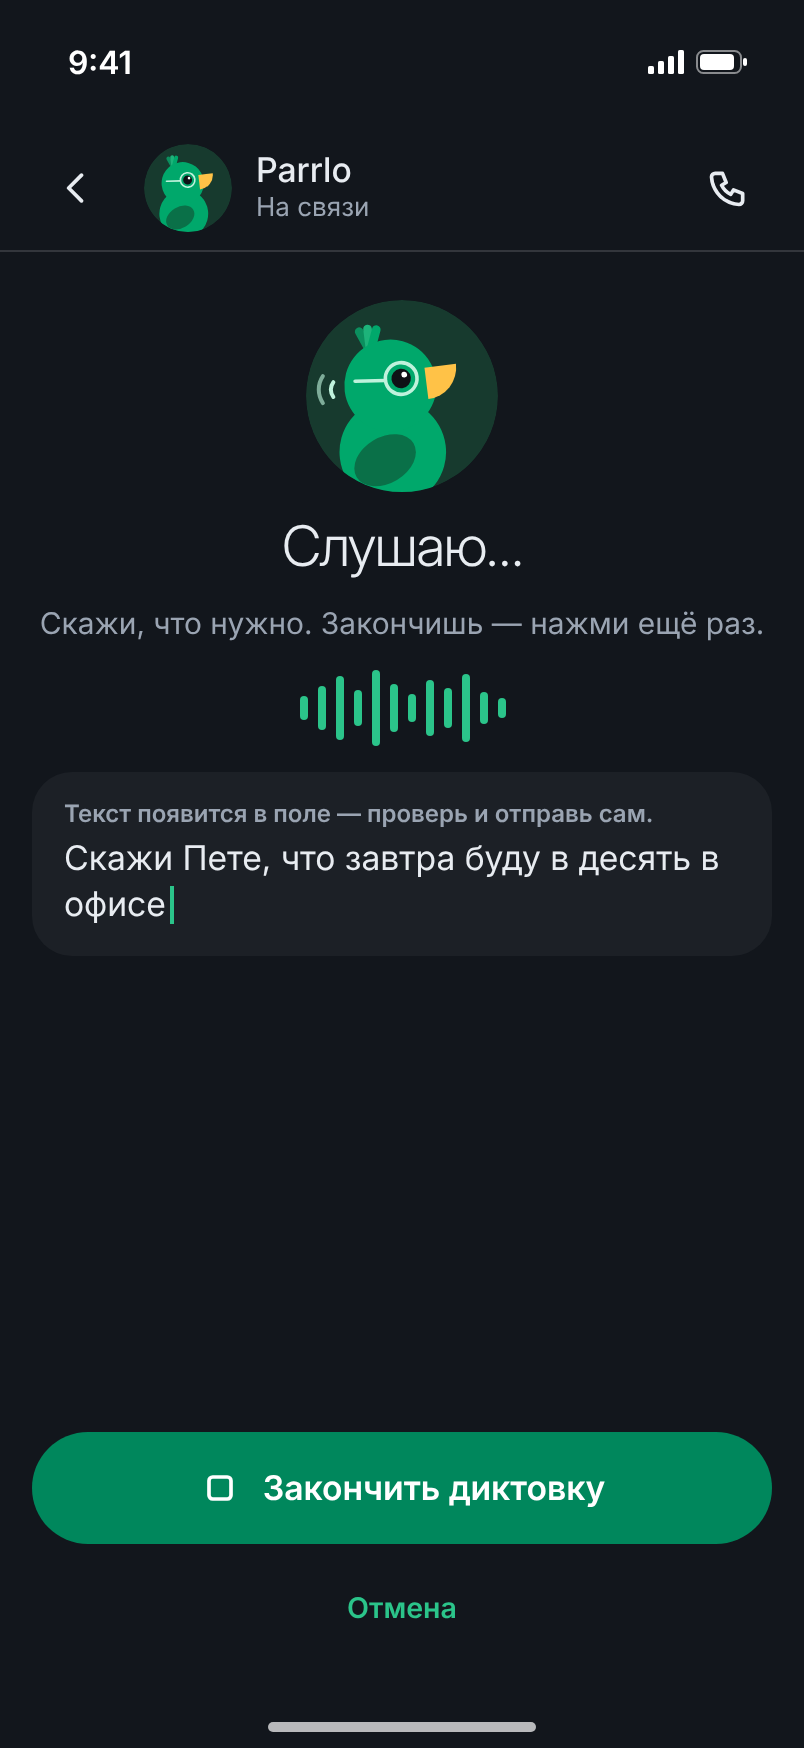 9:41
Parrlo
На связи
Слушаю...
Скажи, что нужно. Закончишь — нажми ещё раз.
Текст появится в поле — проверь и отправь сам.
Скажи Пете, что завтра буду в десять в
офисе
Закончить диктовку
Отмена